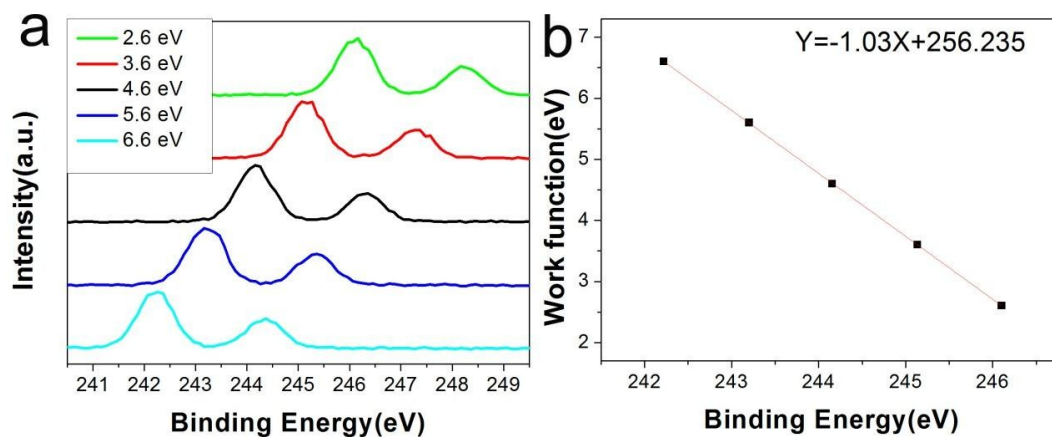 a
2.6 eV
3.6 eV
4.6 eV
5.6 eV
6.6 eV
Intensity(a.u.)
241 242 243 244 245 246 247 248 249
Binding Energy(eV)
b
Y=-1.03X+256.235
7
6
5
4
3
2
Work function(eV)
242 243 244 245 246
Binding Energy(eV)